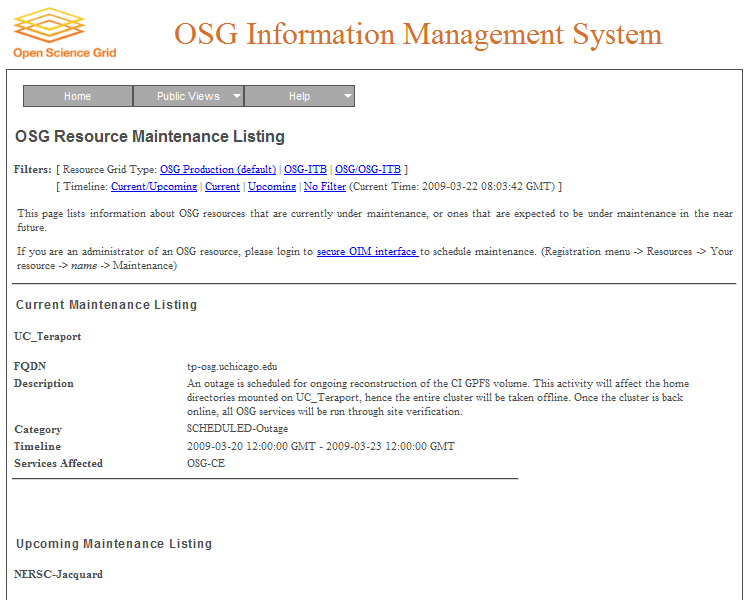 Open Science Grid
OSG Information Management System
Home
Public Views
Help
OSG Resource Maintenance Listing
Filters: [ Resource Grid Type: OSG Production (default) | OSG-ITB | OSG/OSG-ITB ]
[ Timeline: Current/Upcoming | Current | Upcoming | No Filter (Current Time: 2009-03-22 08:03:42 GMT) ]
This page lists information about OSG resources that are currently under maintenance, or ones that are expected to be under maintenance in the near
future.
If you are an administrator of an OSG resource, please login to secure OIM interface to schedule maintenance. (Registration menu -> Resources -> Your
resource -> name -> Maintenance)
Current Maintenance Listing
UC_Teraport
FQDN tp-osg.uchicago.edu
Description An outage is scheduled for ongoing reconstruction of the CI GPFS volume. This activity will affect the home
directories mounted on UC_Teraport, hence the entire cluster will be taken offline. Once the cluster is back
online, all OSG services will be run through site verification.
Category SCHEDULED-Outage
Timeline 2009-03-20 12:00:00 GMT - 2009-03-23 12:00:00 GMT
Services Affected OSG-CE
Upcoming Maintenance Listing
NERSC-Jacquard